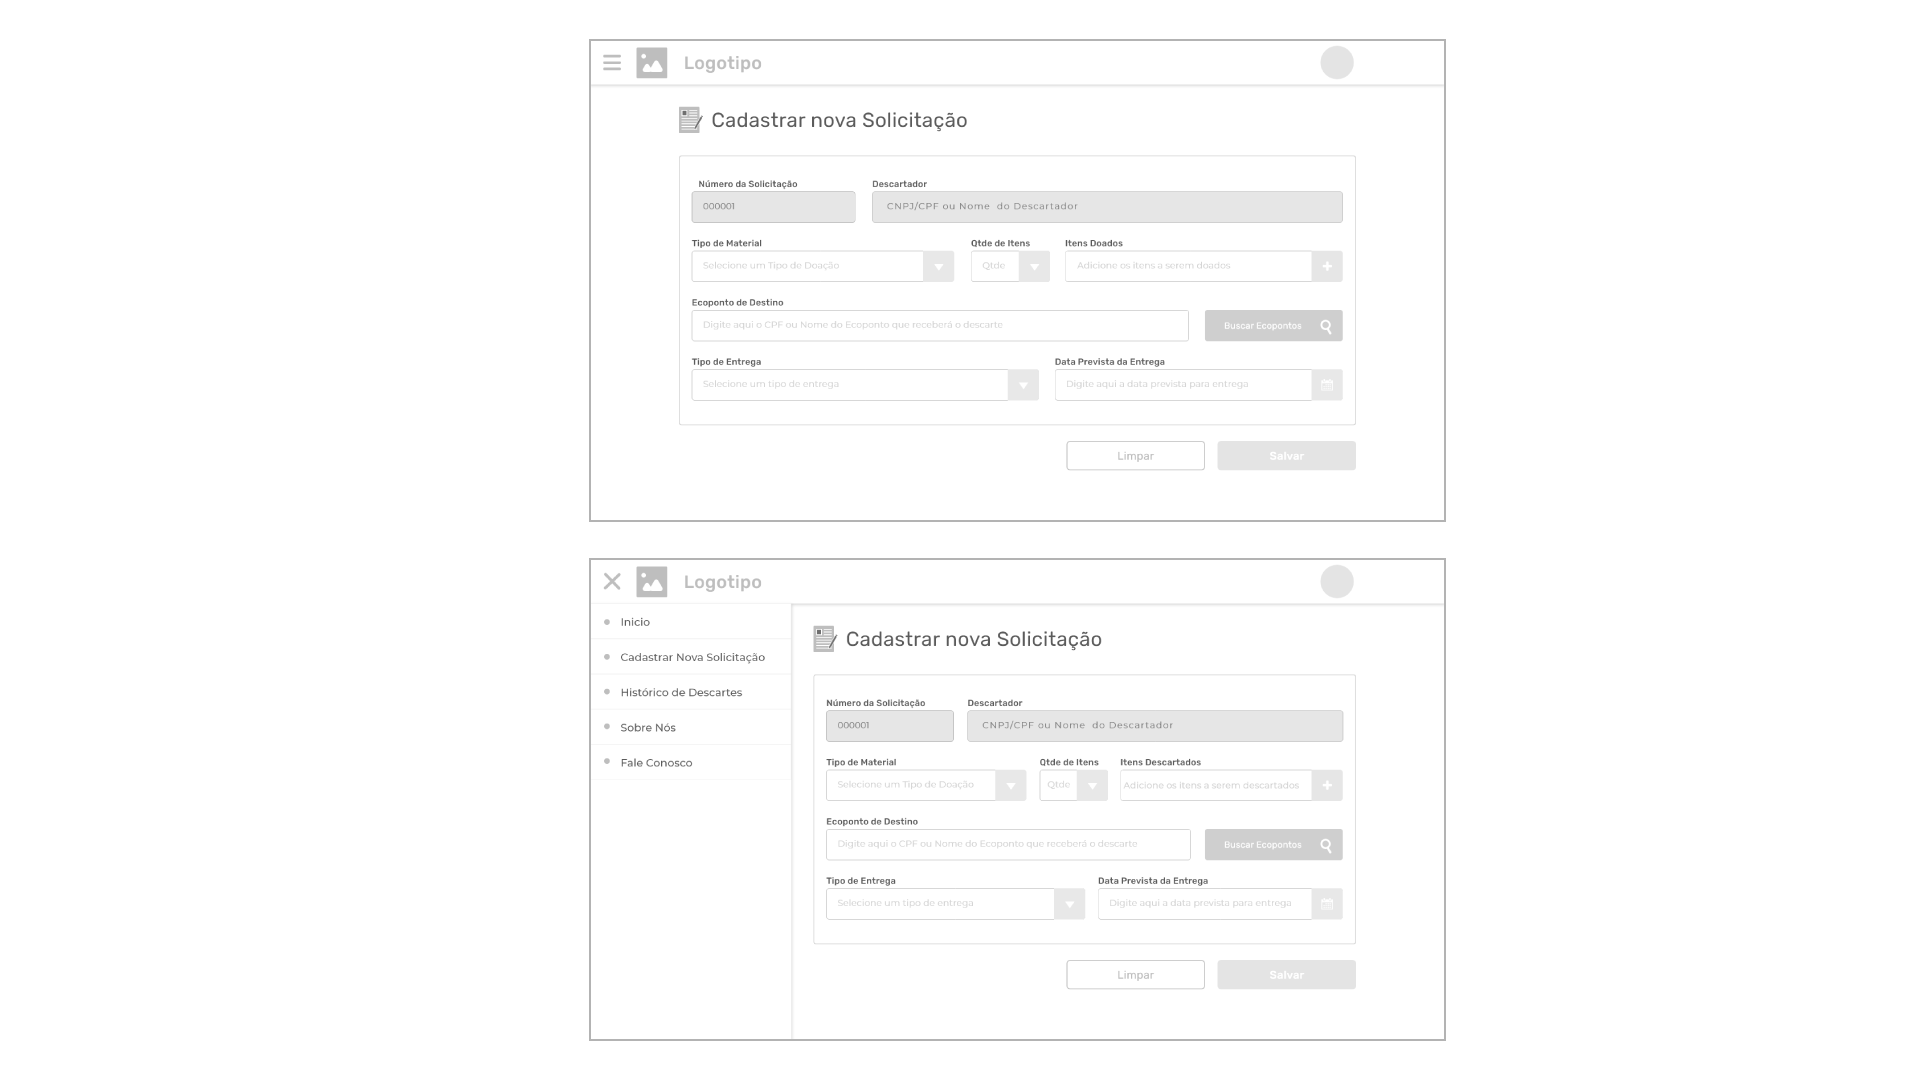 Logotipo
Cadastrar nova Solicitação
Número da Solicitação Descartador
000001 CNPJ/CPF ou Nome do Descartador
Tipo de Material Qtde de Itens Itens Doados
Selecione um Tipo de Doação Qtde Adicione os itens a serem doados
Ecoponto de Destino
Digite aqui o CPF ou Nome do Ecoponto que receberá o descarte Buscar Ecopontos
Tipo de Entrega Data Prevista da Entrega
Selecione um tipo de entrega Digite aqui a data prevista para entrega
Limpar Salvar
Logotipo
Inicio
Cadastrar Nova Solicitação
Histórico de Descartes
Sobre Nós
Fale Conosco
Cadastrar nova Solicitação
Número da Solicitação Descartador
000001 CNPJ/CPF ou Nome do Descartador
Tipo de Material Qtde de Itens Itens Descartados
Selecione um Tipo de Doação Qtde Adicione os itens a serem descartados
Ecoponto de Destino
Digite aqui o CPF ou Nome do Ecoponto que receberá o descarte Buscar Ecopontos
Tipo de Entrega Data Prevista da Entrega
Selecione um tipo de entrega Digite aqui a data prevista para entrega
Limpar Salvar